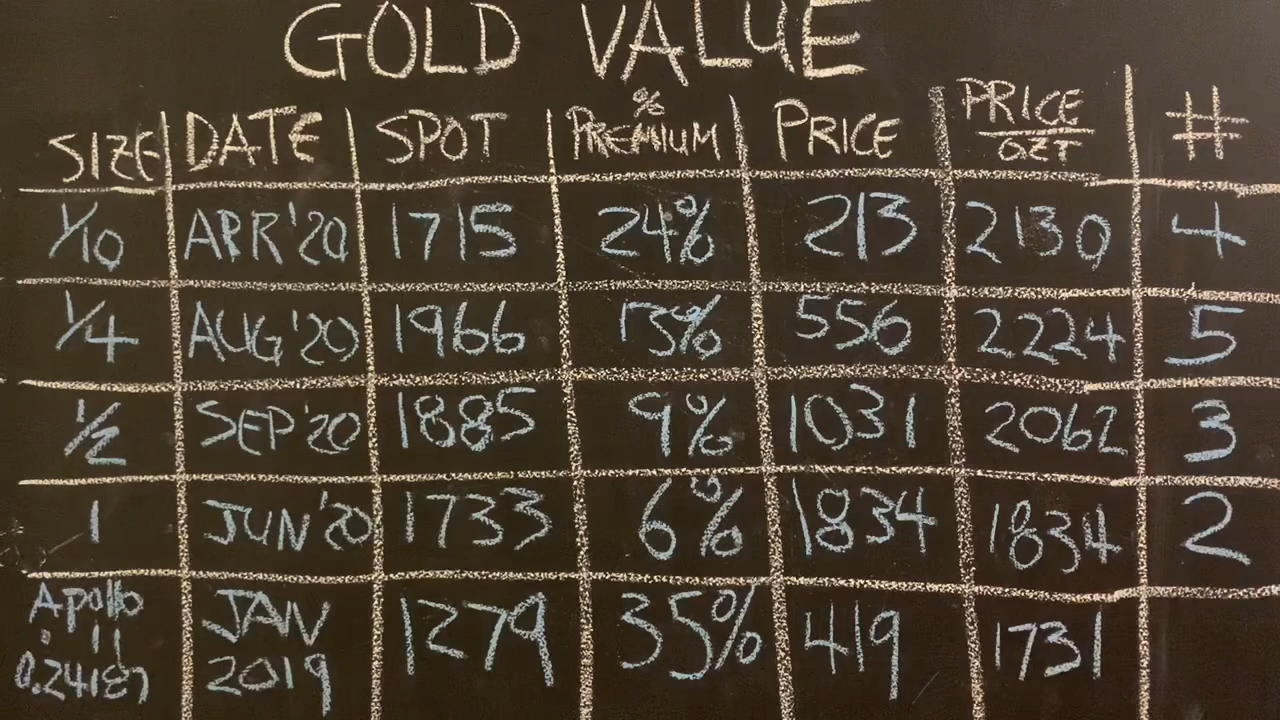 GOLD VALUE
SIZE DATE SPOT % PREMIUM PRICE PRICE/OZT #
1/10 APR'20 1715 24% 213 2130 4
1/4 AUG'20 1966 13% 556 2224 5
1/2 SEP'20 1885 9% 1031 2062 3
1 JUN'20 1733 6% 1834 1834 2
Apollo 11 0.24187 JAN 2019 1279 35% 419 1731